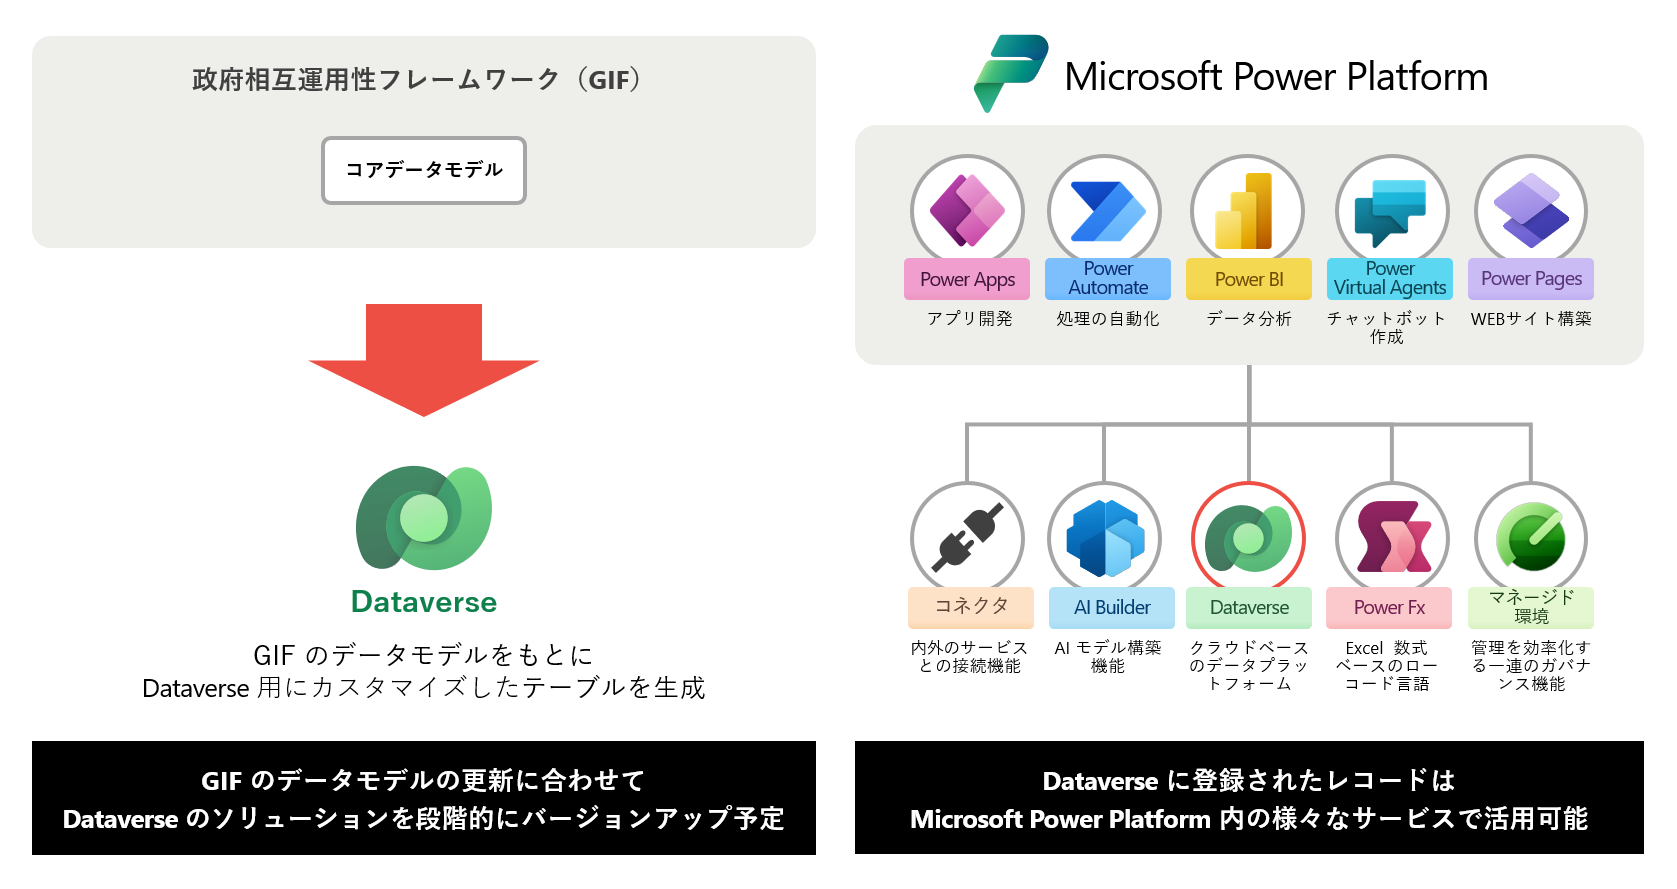 政府相互運用性フレームワーク（GIF）
コアデータモデル
Dataverse
GIF のデータモデルをもとに
Dataverse 用にカスタマイズしたテーブルを生成
GIF のデータモデルの更新に合わせて
Dataverse のソリューションを段階的にバージョンアップ予定
Microsoft Power Platform
Power Apps
アプリ開発
Power
Automate
処理の自動化
Power BI
データ分析
Power
Virtual Agents
チャットボット
作成
Power Pages
WEBサイト構築
コネクタ
内外のサービス
との接続機能
AI Builder
AI モデル構築
機能
Dataverse
クラウドベース
のデータプラッ
トフォーム
Power Fx
Excel 数式
ベースのロー
コード言語
マネージド
環境
管理を効率化す
る一連のガバナ
ンス機能
Dataverse に登録されたレコードは
Microsoft Power Platform 内の様々なサービスで活用可能